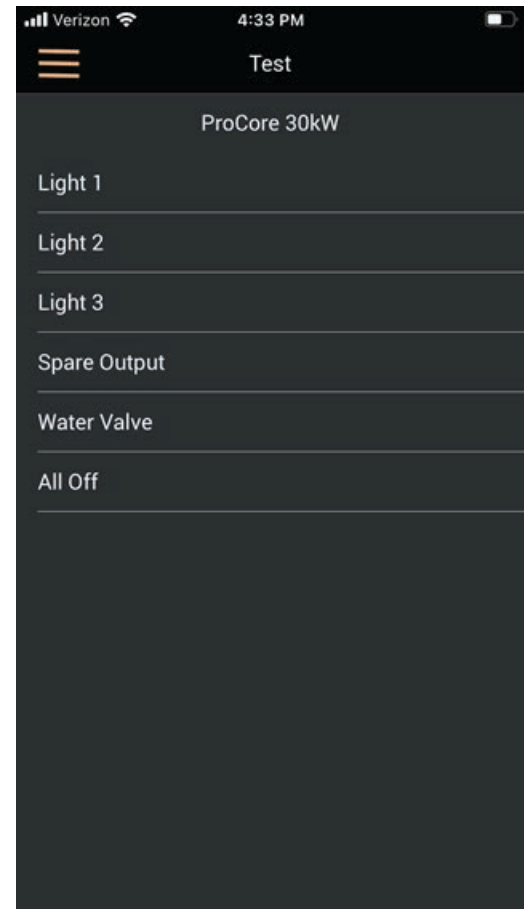 Verizon 4:33 PM
Test
ProCore 30kW
Light 1
Light 2
Light 3
Spare Output
Water Valve
All Off